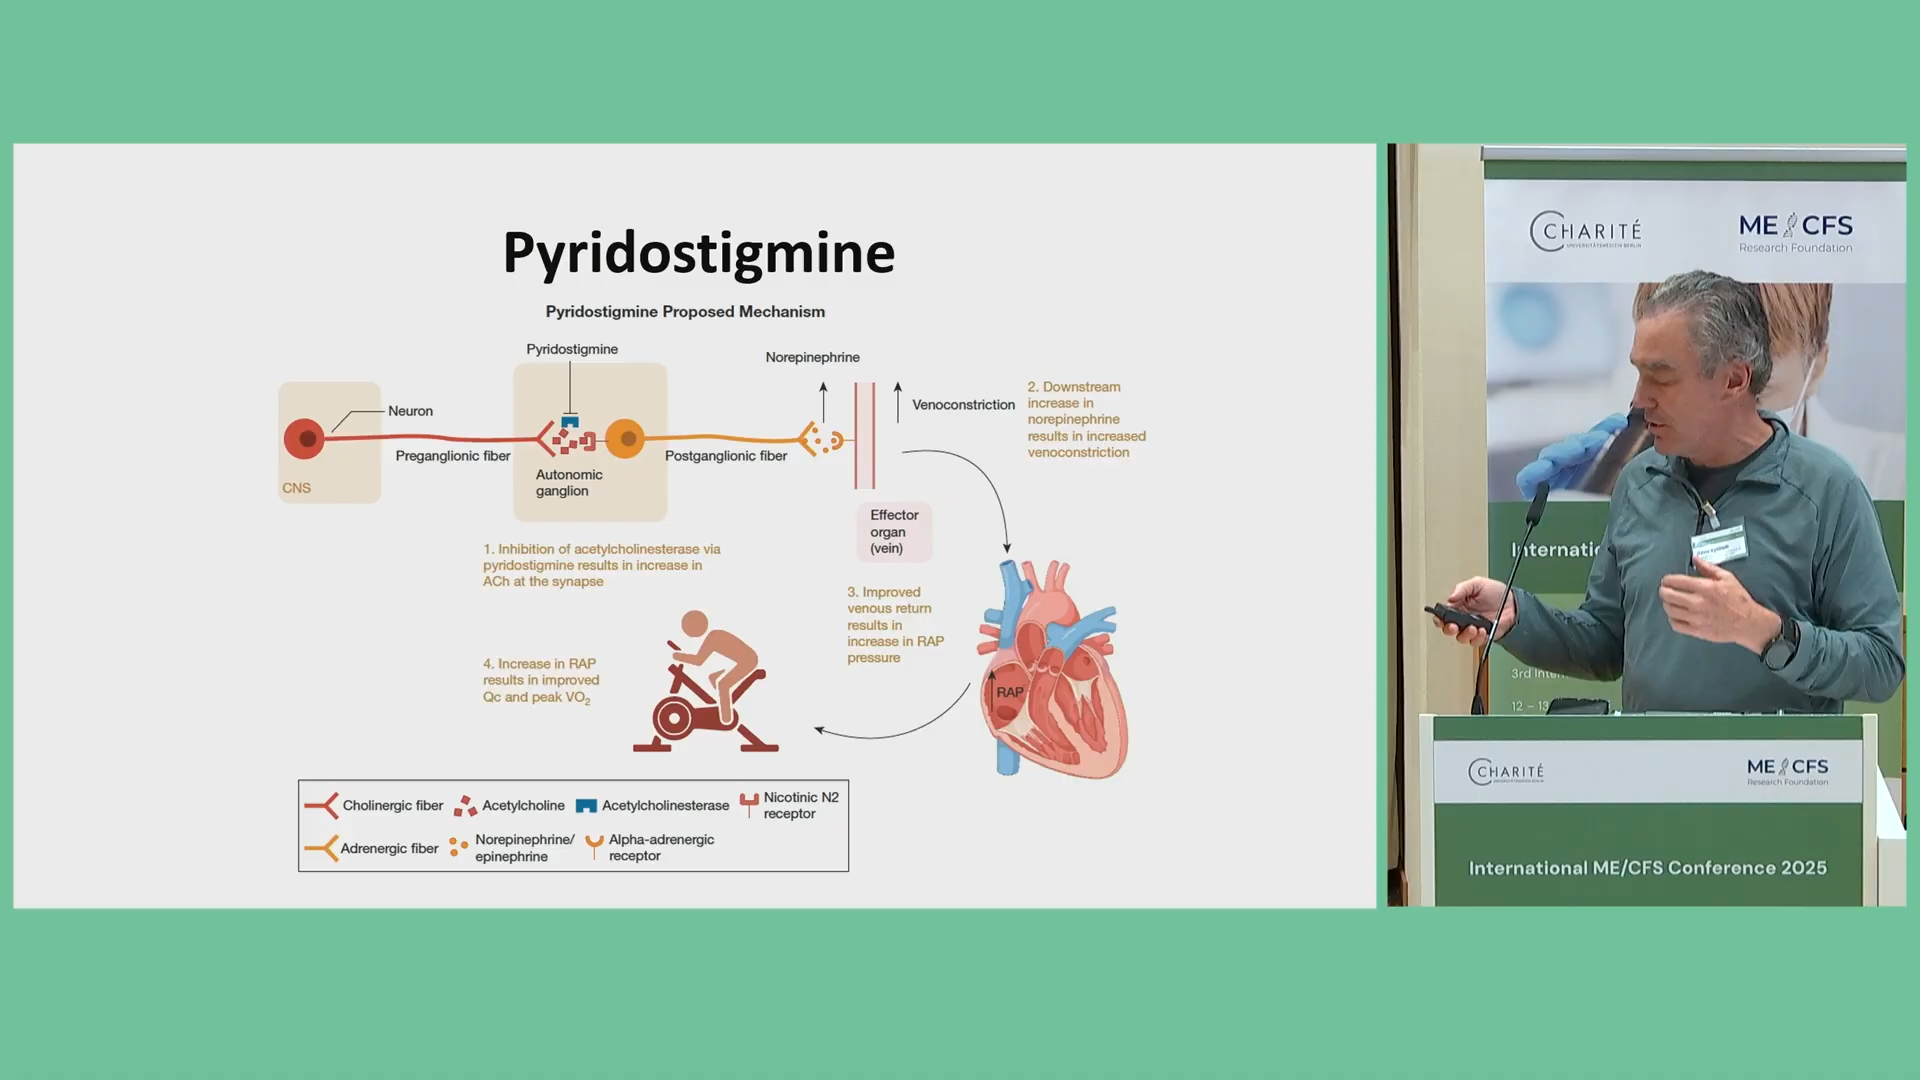 Pyridostigmine
Pyridostigmine Proposed Mechanism
Pyridostigmine
Norepinephrine
Neuron
Venoconstriction
2. Downstream
increase in
norepinephrine
results in increased
venoconstriction
Preganglionic fiber
Postganglionic fiber
CNS
Autonomic
ganglion
Effector
organ
(vein)
1. Inhibition of acetylcholinesterase via
pyridostigmine results in increase in
ACh at the synapse
3. Improved
venous return
results in
increase in RAP
pressure
4. Increase in RAP
results in improved
Qc and peak VO2
RAP
Cholinergic fiber
Acetylcholine
Acetylcholinesterase
Nicotinic N2
receptor
Adrenergic fiber
Norepinephrine/
epinephrine
Alpha-adrenergic
receptor
CHARITÉ
UNIVERSITÄTSMEDIZIN BERLIN
ME CFS
Research Foundation
Internatio
3rd Inter
12 – 13
CHARITÉ
ME CFS
Research Foundation
International ME/CFS Conference 2025